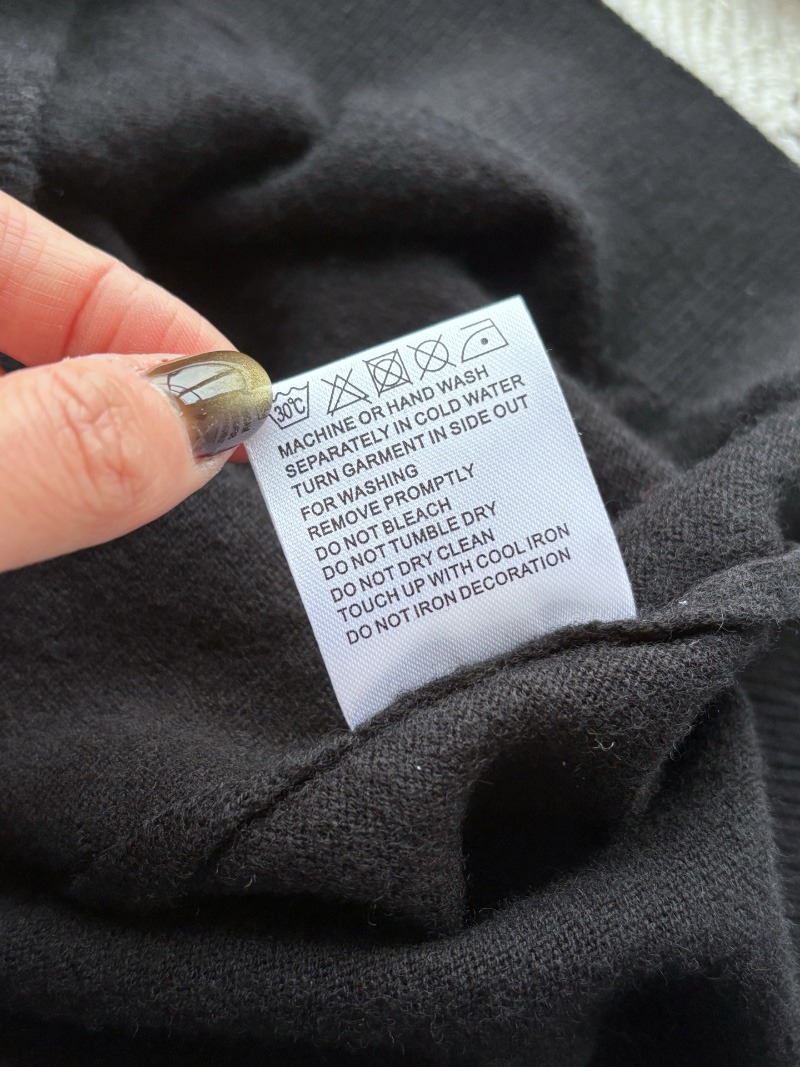 30°C
MACHINE OR HAND WASH
SEPARATELY IN COLD WATER
TURN GARMENT IN SIDE OUT
FOR WASHING
REMOVE PROMPTLY
DO NOT BLEACH
DO NOT TUMBLE DRY
DO NOT DRY CLEAN
TOUCH UP WITH COOL IRON
DO NOT IRON DECORATION